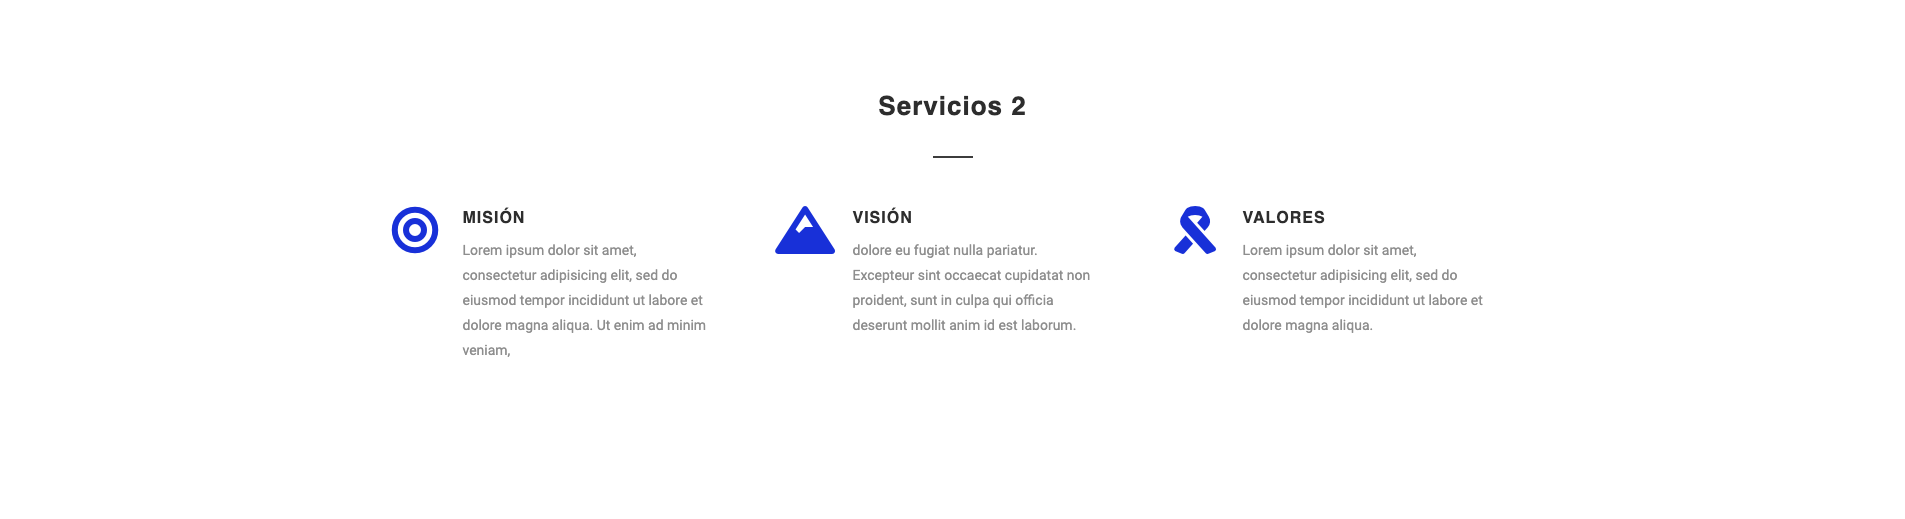 Servicios 2
MISIÓN
Lorem ipsum dolor sit amet,
consectetur adipisicing elit, sed do
eiusmod tempor incididunt ut labore et
dolore magna aliqua. Ut enim ad minim
veniam,
VISIÓN
dolore eu fugiat nulla pariatur.
Excepteur sint occaecat cupidatat non
proident, sunt in culpa qui officia
deserunt mollit anim id est laborum.
VALORES
Lorem ipsum dolor sit amet,
consectetur adipisicing elit, sed do
eiusmod tempor incididunt ut labore et
dolore magna aliqua.